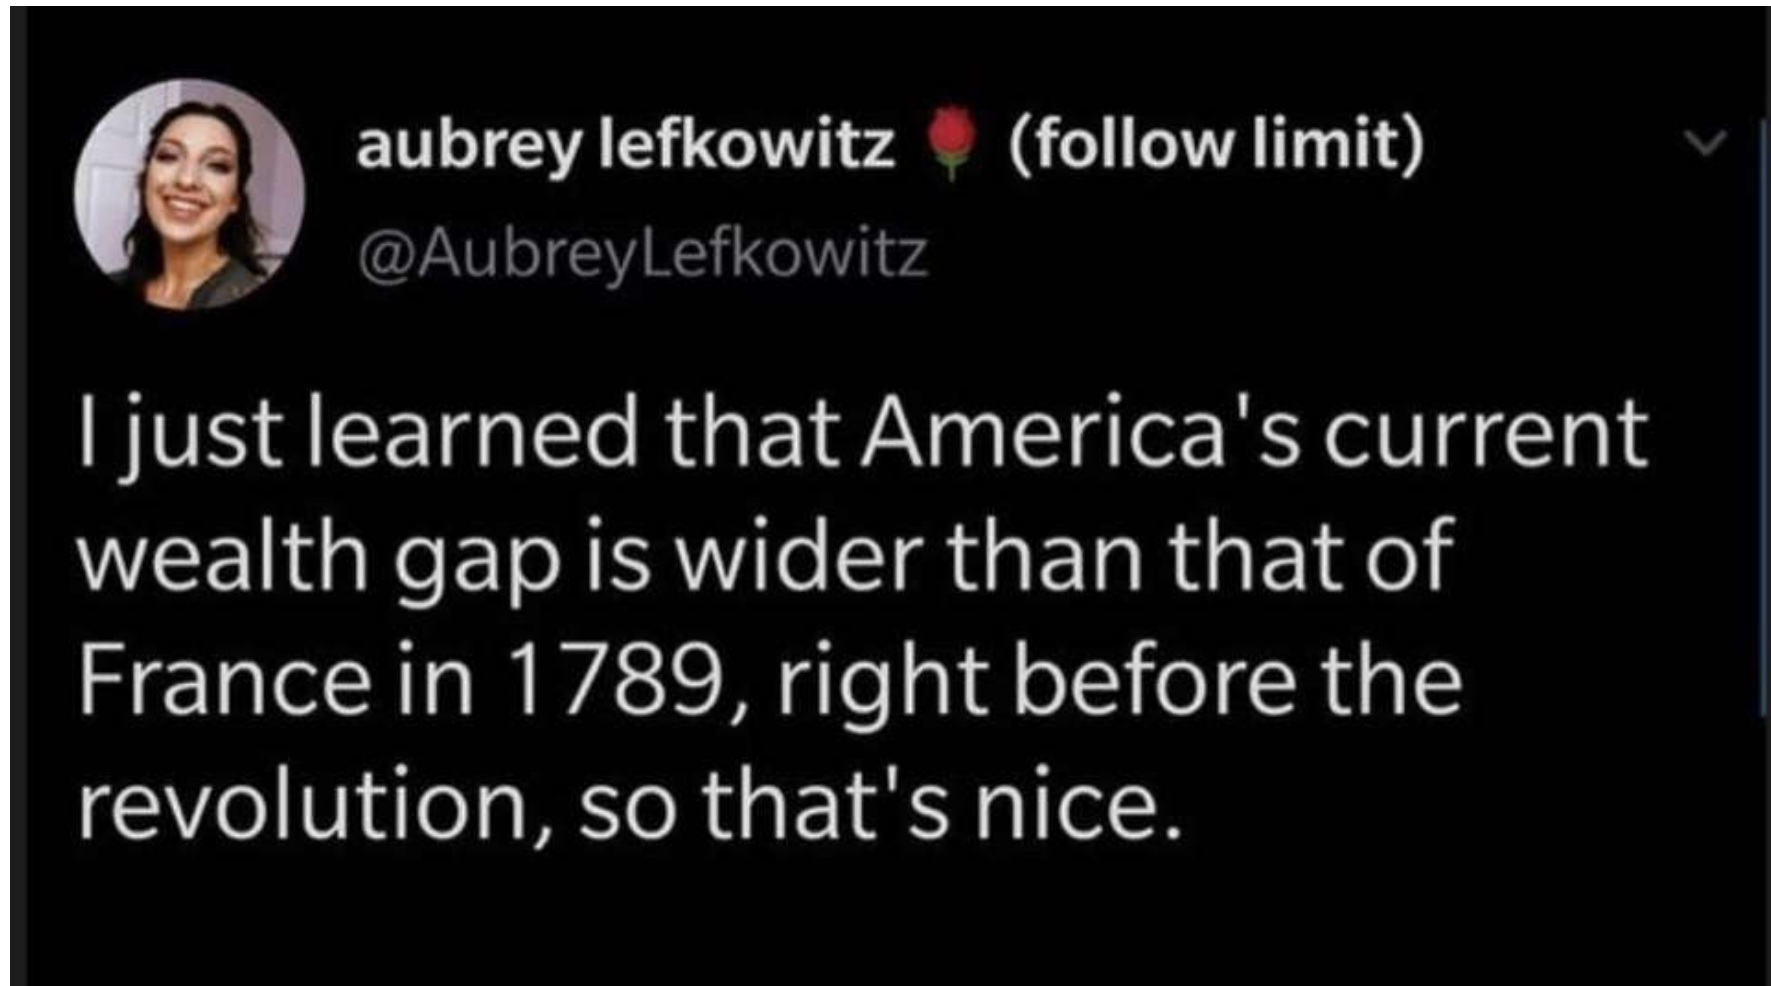 aubrey lefkowitz 🌹 (follow limit)
@AubreyLefkowitz
I just learned that America's current
wealth gap is wider than that of
France in 1789, right before the
revolution, so that's nice.